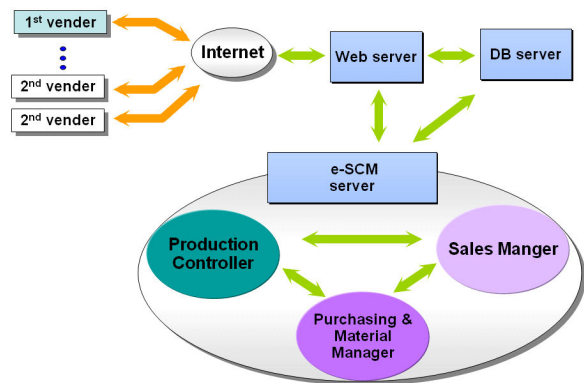 1st vender
Internet
Web server
DB server
2nd vender
2nd vender
e-SCM
server
Production
Controller
Sales Manger
Purchasing &
Material
Manager